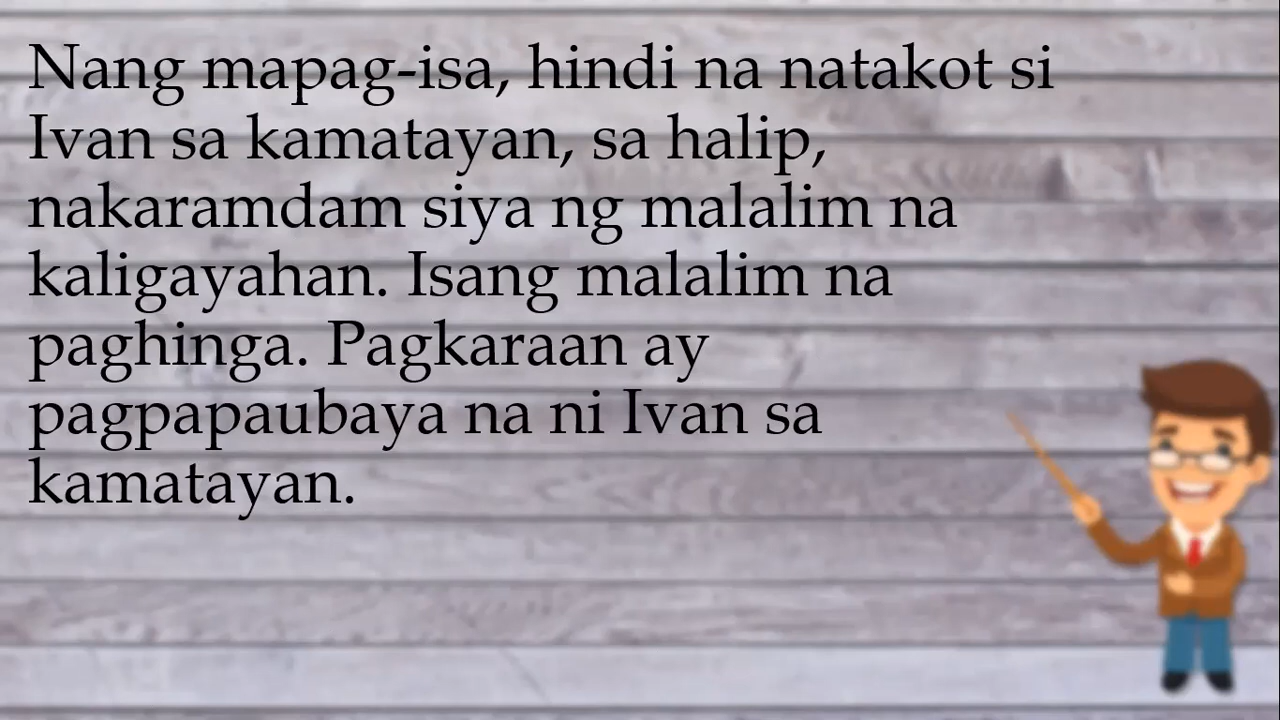 Nang mapag-isa, hindi na natakot si
Ivan sa kamatayan, sa halip,
nakaramdam siya ng malalim na
kaligayahan. Isang malalim na
paghinga. Pagkaraan ay
pagpapaubaya na ni Ivan sa
kamatayan.